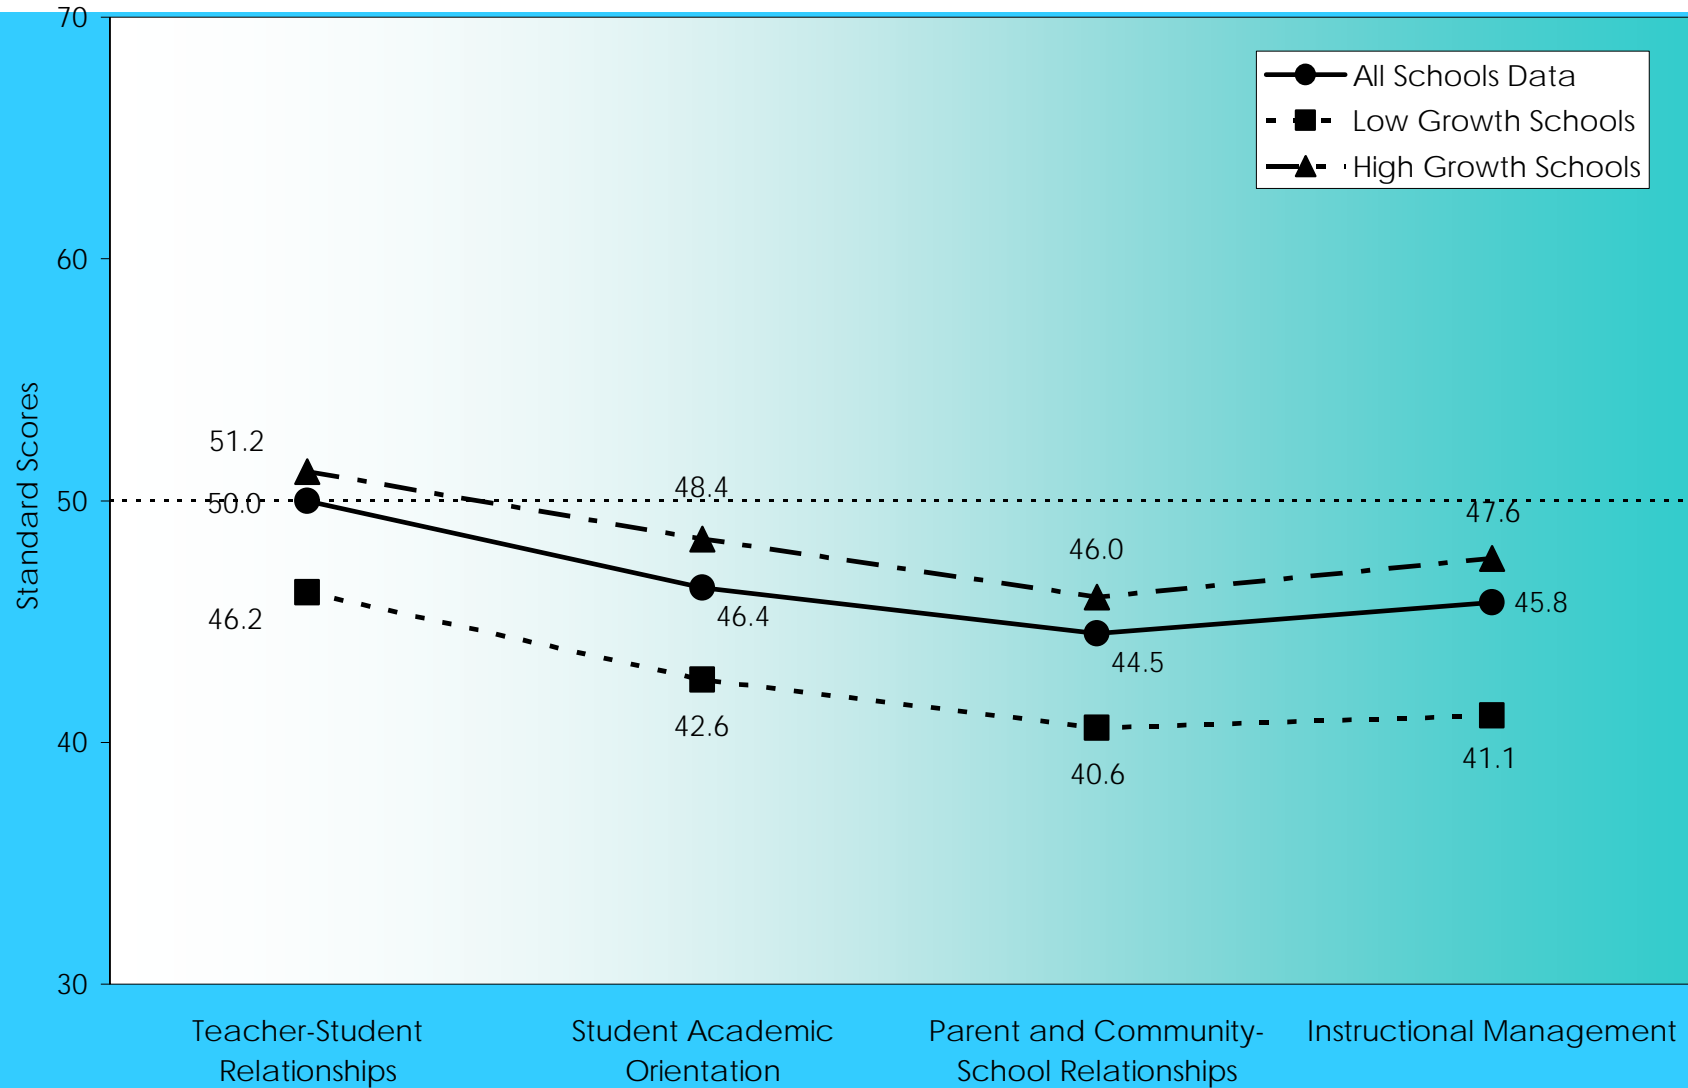 70
All Schools Data
Low Growth Schools
High Growth Schools
60
Standard Scores
51.2
48.4
50
50.0
47.6
46.0
46.2
46.4
45.8
44.5
42.6
40
40.6
41.1
30
Teacher-Student
Relationships
Student Academic
Orientation
Parent and Community-
School Relationships
Instructional Management